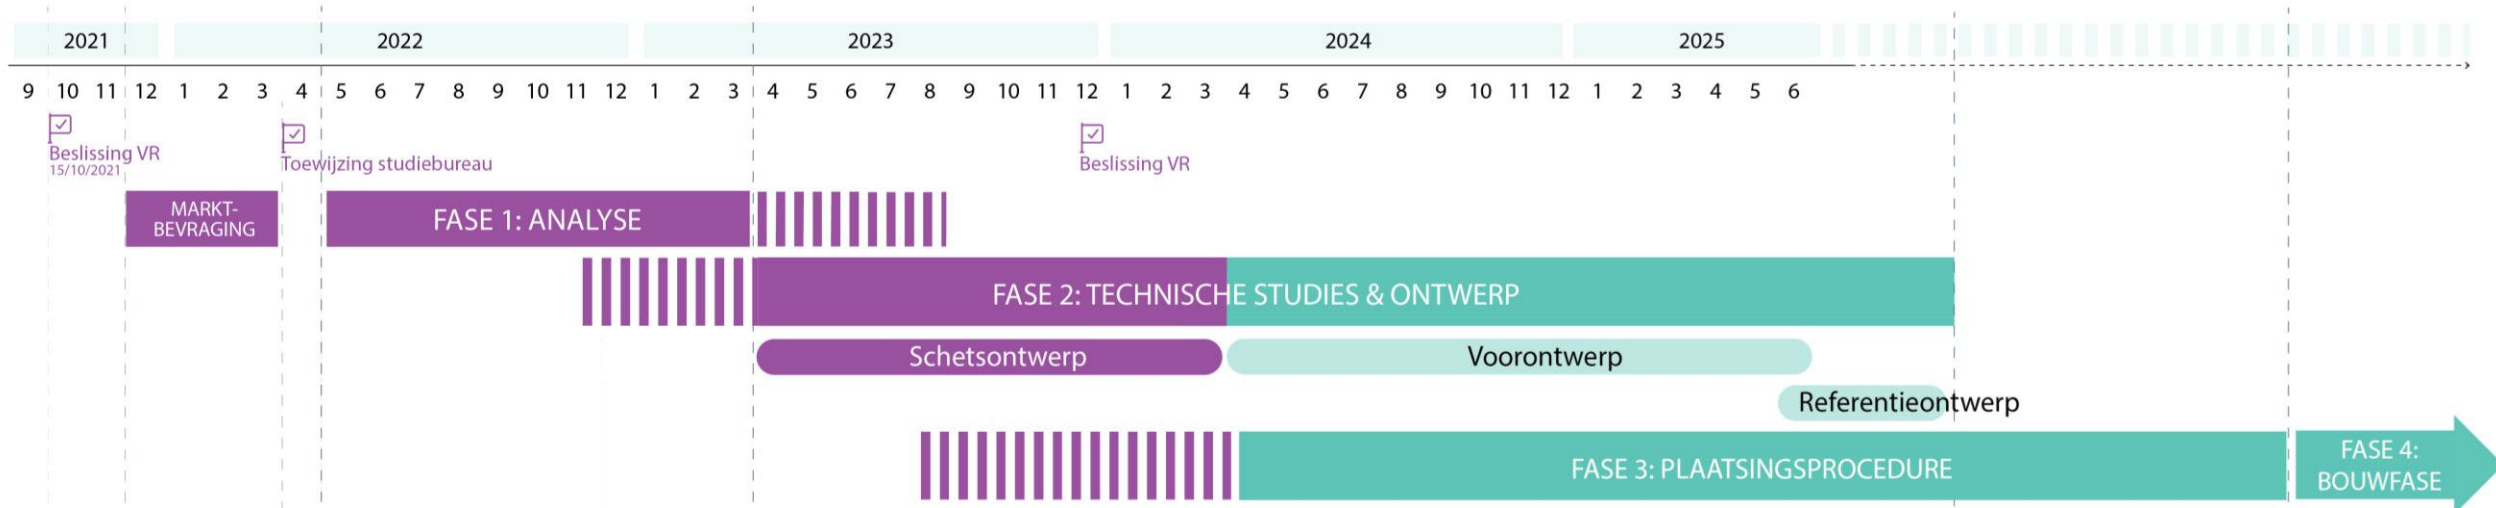 2021 2022 2023 2024 2025
9 10 11 12 1 2 3 4 5 6 7 8 9 10 11 12 1 2 3 4 5 6 7 8 9 10 11 12 1 2 3 4 5 6 7 8 9 10 11 12 1 2 3 4 5 6
Beslissing VR
15/10/2021
Toewijzing studiebureau
Beslissing VR
MARKT-
BEVRAGING
FASE 1: ANALYSE
FASE 2: TECHNISCHE STUDIES & ONTWERP
Schetsontwerp
Voorontwerp
Referentieontwerp
FASE 3: PLAATSINGSPROCEDURE
FASE 4:
BOUWFASE